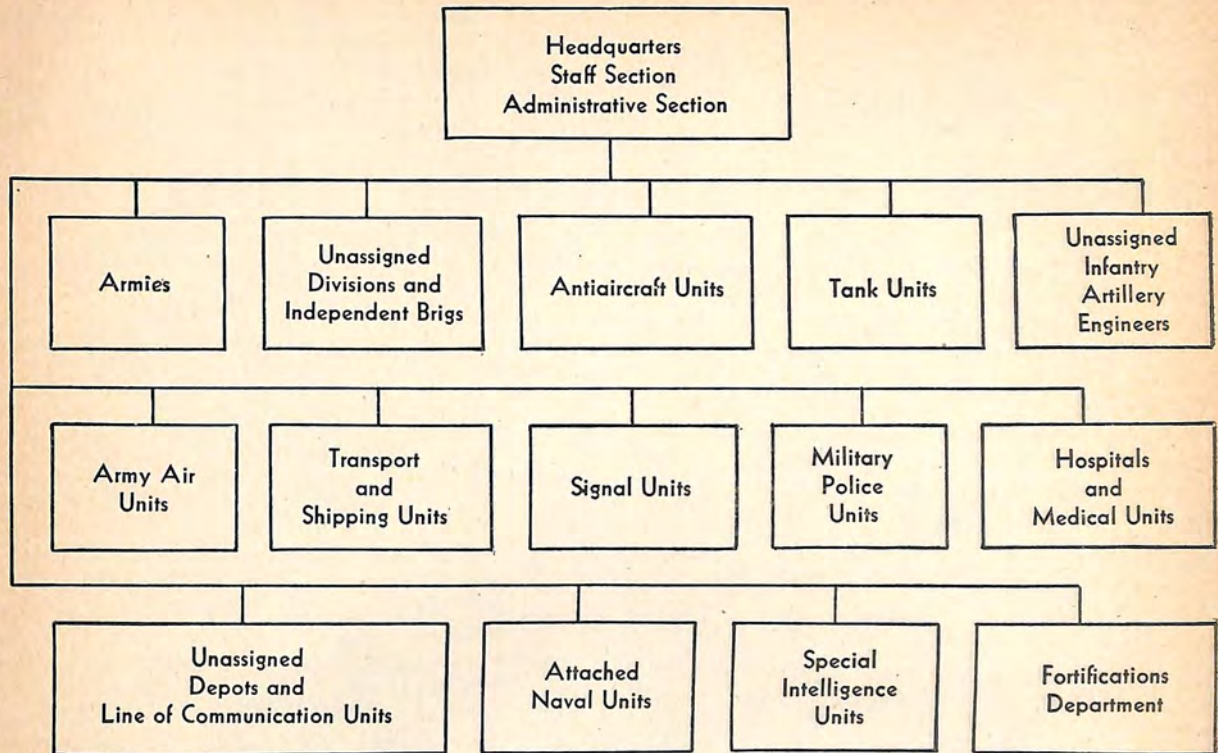 Headquarters
Staff Section
Administrative Section
Armies
Unassigned
Divisions and
Independent Brigs
Antiaircraft Units
Tank Units
Unassigned
Infantry
Artillery
Engineers
Army Air
Units
Transport
and
Shipping Units
Signal Units
Military
Police
Units
Hospitals
and
Medical Units
Unassigned
Depots and
Line of Communication Units
Attached
Naval Units
Special
Intelligence
Units
Fortifications
Department